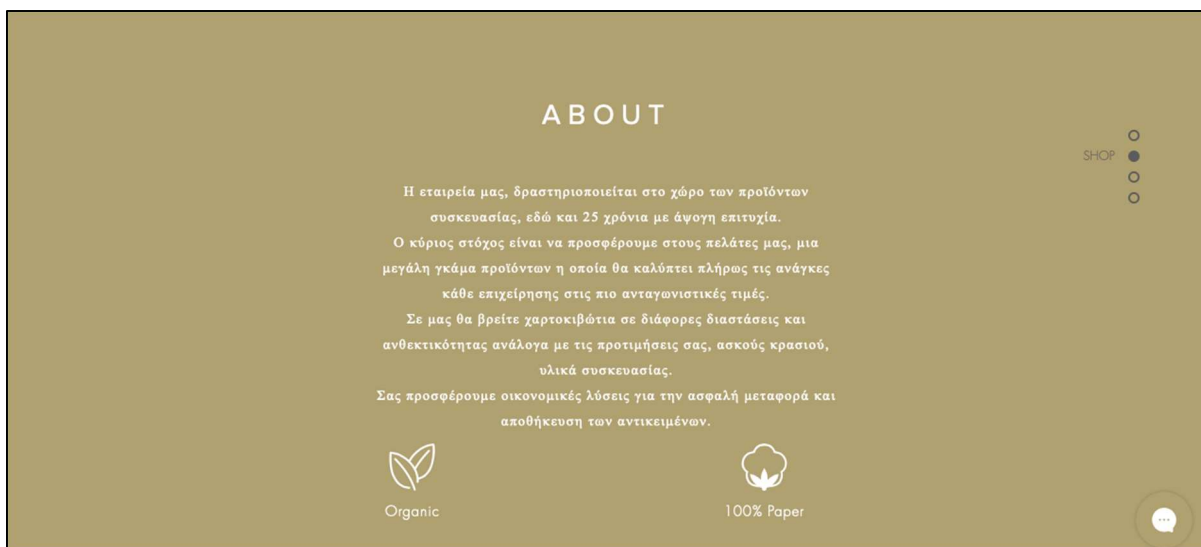 ABOUT
SHOP
Η εταιρεία μας, δραστηριοποιείται στο χώρο των προϊόντων
συσκευασίας, εδώ και 25 χρόνια με άψογη επιτυχία.
Ο κύριος στόχος είναι να προσφέρουμε στους πελάτες μας, μια
μεγάλη γκάμα προϊόντων η οποία θα καλύπτει πλήρως τις ανάγκες
κάθε επιχείρησης στις πιο ανταγωνιστικές τιμές.
Σε μας θα βρείτε χαρτοκιβώτια σε διάφορες διαστάσεις και
ανθεκτικότητας ανάλογα με τις προτιμήσεις σας, ασκούς κρασιού,
υλικά συσκευασίας.
Σας προσφέρουμε οικονομικές λύσεις για την ασφαλή μεταφορά και
αποθήκευση των αντικειμένων.
Organic
100% Paper